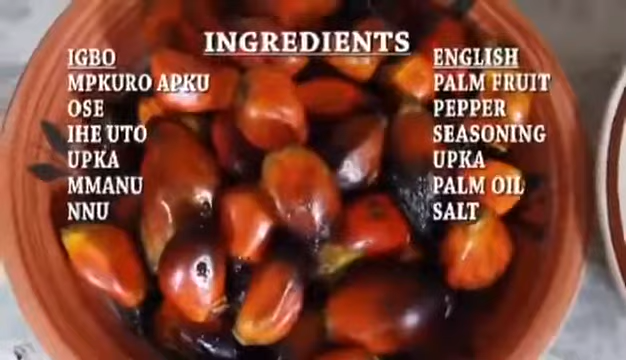 INGREDIENTS
IGBO
MPKURO APKU
OSE
IHE UTO
UPKA
MMANU
NNU
ENGLISH
PALM FRUIT
PEPPER
SEASONING
UPKA
PALM OIL
SALT